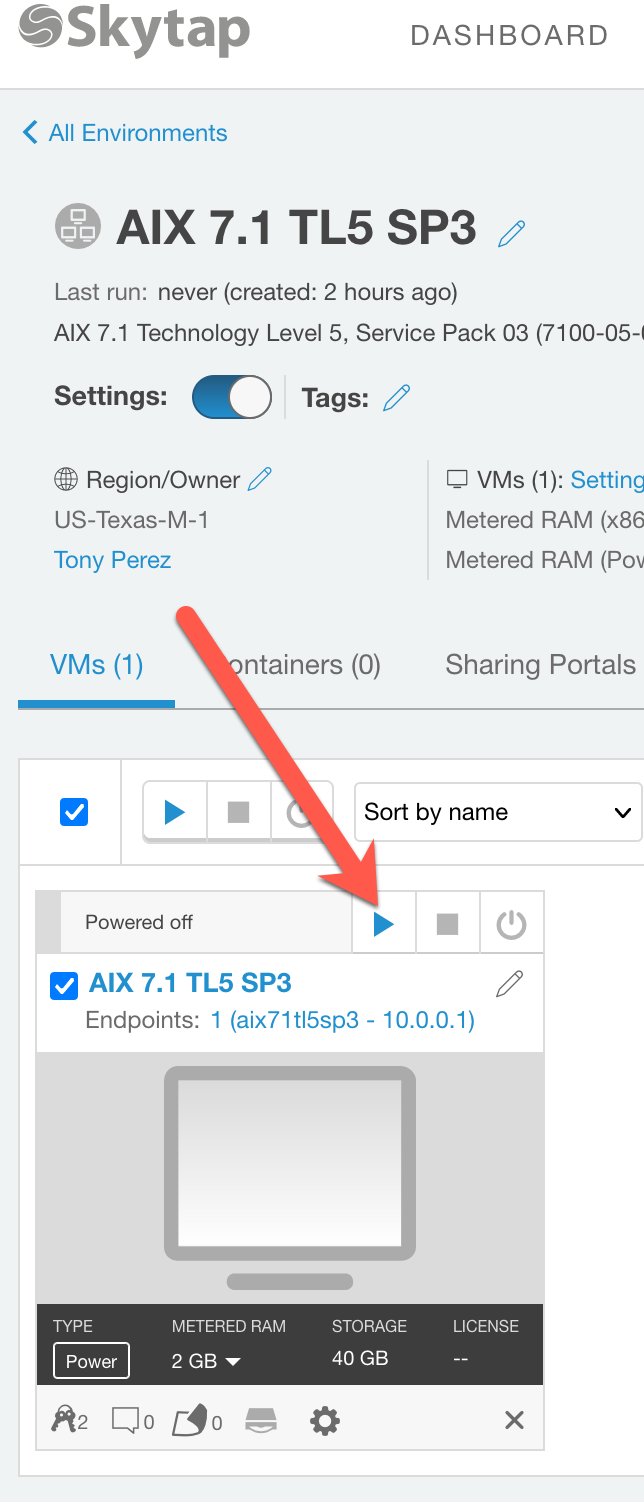 Skytap DASHBOARD
All Environments
AIX 7.1 TL5 SP3
Last run: never (created: 2 hours ago)
AIX 7.1 Technology Level 5, Service Pack 03 (7100-05-
Settings: Tags:
Region/Owner
US-Texas-M-1
Tony Perez
VMs (1): Setting
Metered RAM (x86
Metered RAM (Pow
VMs (1) ontainers (0) Sharing Portals
Sort by name
Powered off
AIX 7.1 TL5 SP3
Endpoints: 1 (aix71tl5sp3 - 10.0.0.1)
TYPE METERED RAM STORAGE LICENSE
Power 2 GB 40 GB --
2 0 0